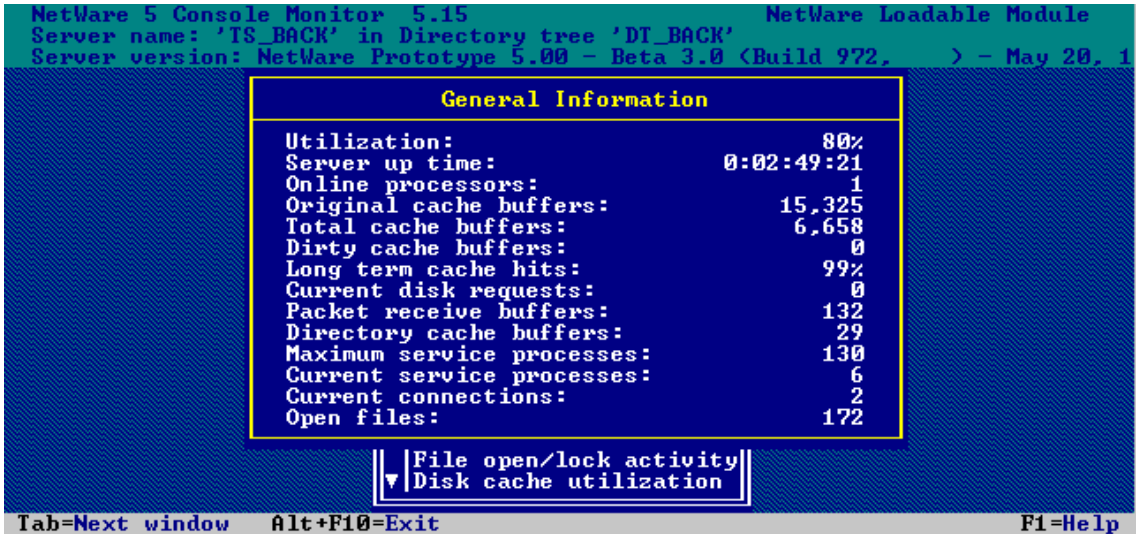 NetWare 5 Console Monitor 5.15 NetWare Loadable Module
Server name: 'TS_BACK' in Directory tree 'DT_BACK'
Server version: NetWare Prototype 5.00 - Beta 3.0 (Build 972, ) - May 20, 1
General Information
Utilization: 80%
Server up time: 0:02:49:21
Online processors: 1
Original cache buffers: 15,325
Total cache buffers: 6,658
Dirty cache buffers: 0
Long term cache hits: 99%
Current disk requests: 0
Packet receive buffers: 132
Directory cache buffers: 29
Maximum service processes: 130
Current service processes: 6
Current connections: 2
Open files: 172
File open/lock activity
▼Disk cache utilization
Tab=Next window Alt+F10=Exit F1=Help